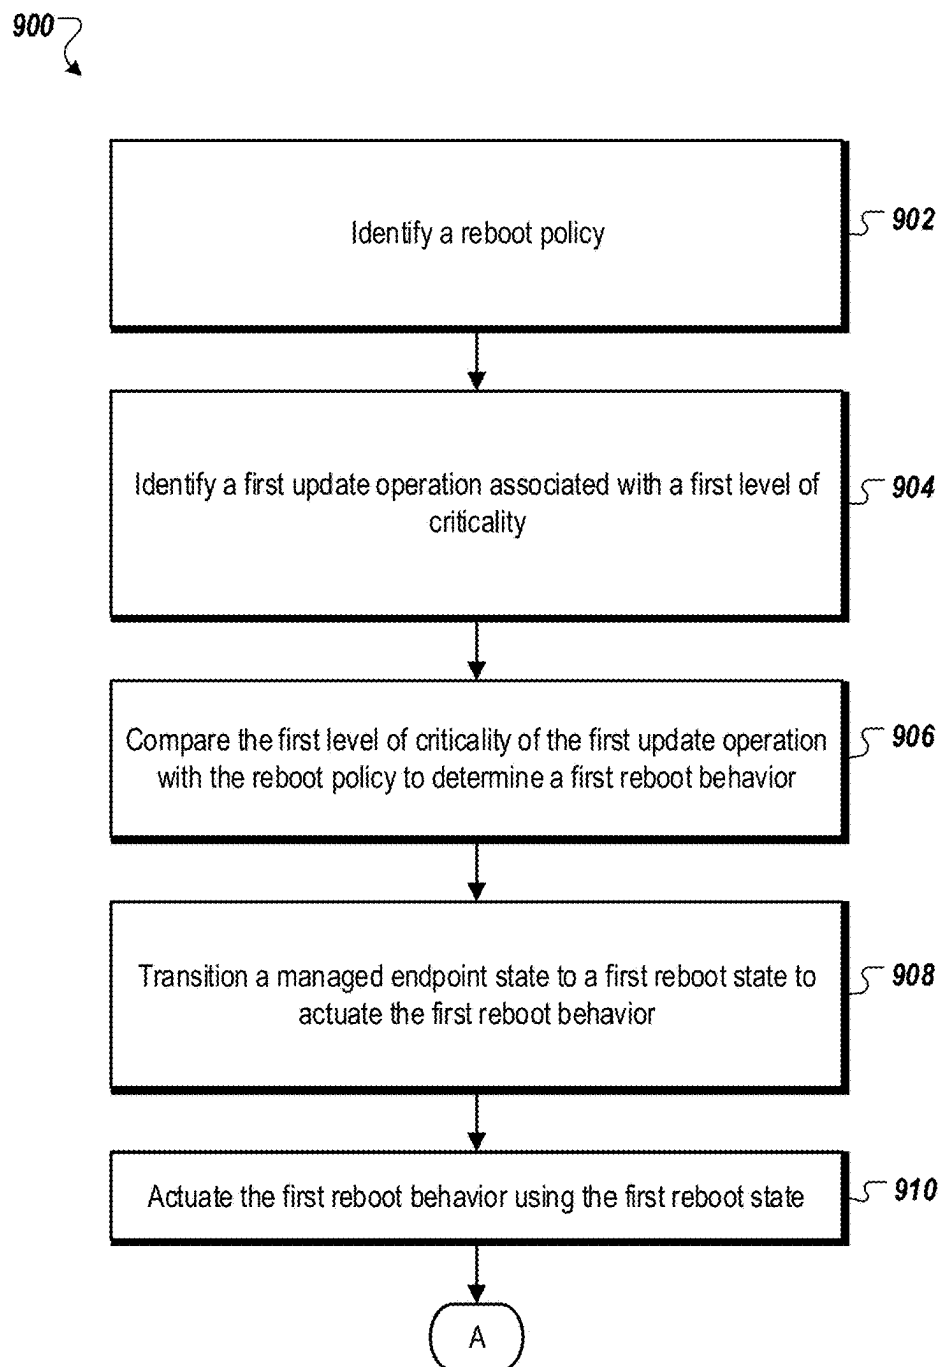 900
Identify a reboot policy
902
Identify a first update operation associated with a first level of
criticality
904
Compare the first level of criticality of the first update operation
with the reboot policy to determine a first reboot behavior
906
Transition a managed endpoint state to a first reboot state to
actuate the first reboot behavior
908
Actuate the first reboot behavior using the first reboot state
910
A